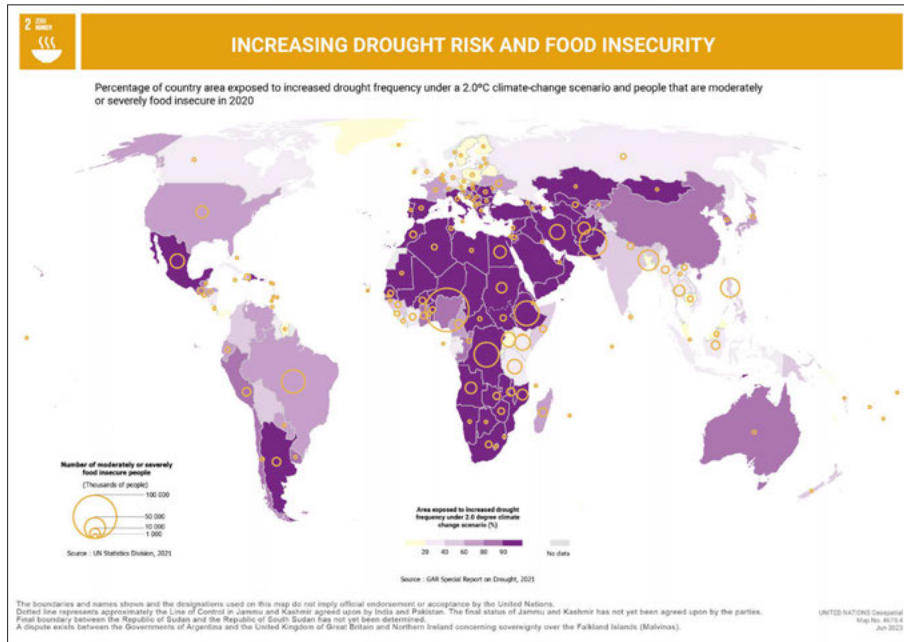 2 ZERO
HUNGER
INCREASING DROUGHT RISK AND FOOD INSECURITY
Percentage of country area exposed to increased drought frequency under a 2.0ºC climate-change scenario and people that are moderately
or severely food insecure in 2020
Number of moderately or severely
food insecure people
(Thousands of people)
100 000
50 000
10 000
1 000
Source : UN Statistics Division, 2021
Area exposed to increased drought
frequency under 2.0 degree climate
change scenario (%)
20 40 60 80 90 No data
Source : GAR Special Report on Drought, 2021
The boundaries and names shown and the designations used on this map do not imply official endorsement or acceptance by the United Nations.
Dotted line represents approximately the Line of Control in Jammu and Kashmir agreed upon by India and Pakistan. The final status of Jammu and Kashmir has not yet been agreed upon by the parties.
Final boundary between the Republic of Sudan and the Republic of South Sudan has not yet been determined.
A dispute exists between the Governments of Argentina and the United Kingdom of Great Britain and Northern Ireland concerning sovereignty over the Falkland Islands (Malvinas).
UNITED NATIONS Geospatial
Map No. 4670.4
Jun 2023